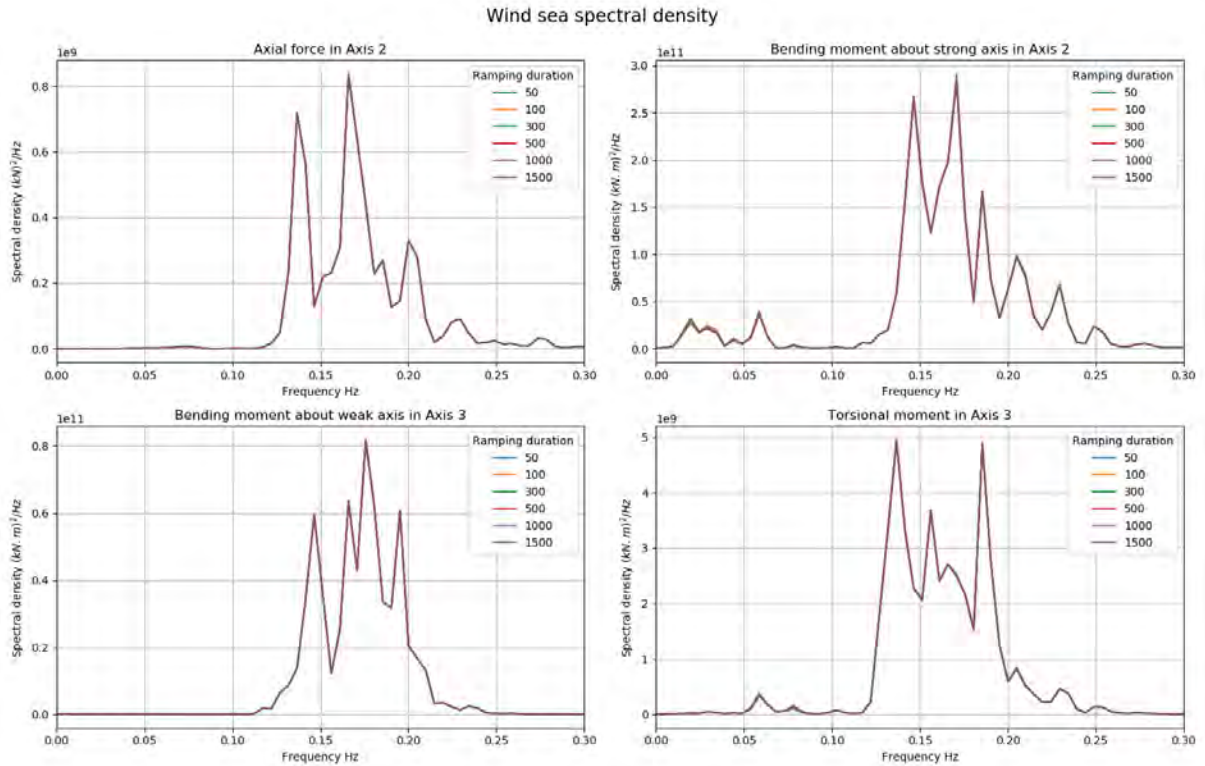 Wind sea spectral density
Axial force in Axis 2
1e9
Spectral density (kN)²/Hz
0.8
0.6
0.4
0.2
0.0
0.00 0.05 0.10 0.15 0.20 0.25 0.30
Frequency Hz
Ramping duration
50
100
300
500
1000
1500
Bending moment about strong axis in Axis 2
1e11
Spectral density (kN. m)²/Hz
3.0
2.5
2.0
1.5
1.0
0.5
0.0
0.00 0.05 0.10 0.15 0.20 0.25 0.30
Frequency Hz
Ramping duration
50
100
300
500
1000
1500
Bending moment about weak axis in Axis 3
1e11
Spectral density (kN. m)²/Hz
0.8
0.6
0.4
0.2
0.0
0.00 0.05 0.10 0.15 0.20 0.25 0.30
Frequency Hz
Ramping duration
50
100
300
500
1000
1500
Torsional moment in Axis 3
1e9
Spectral density (kN. m)²/Hz
5
4
3
2
1
0
0.00 0.05 0.10 0.15 0.20 0.25 0.30
Frequency Hz
Ramping duration
50
100
300
500
1000
1500